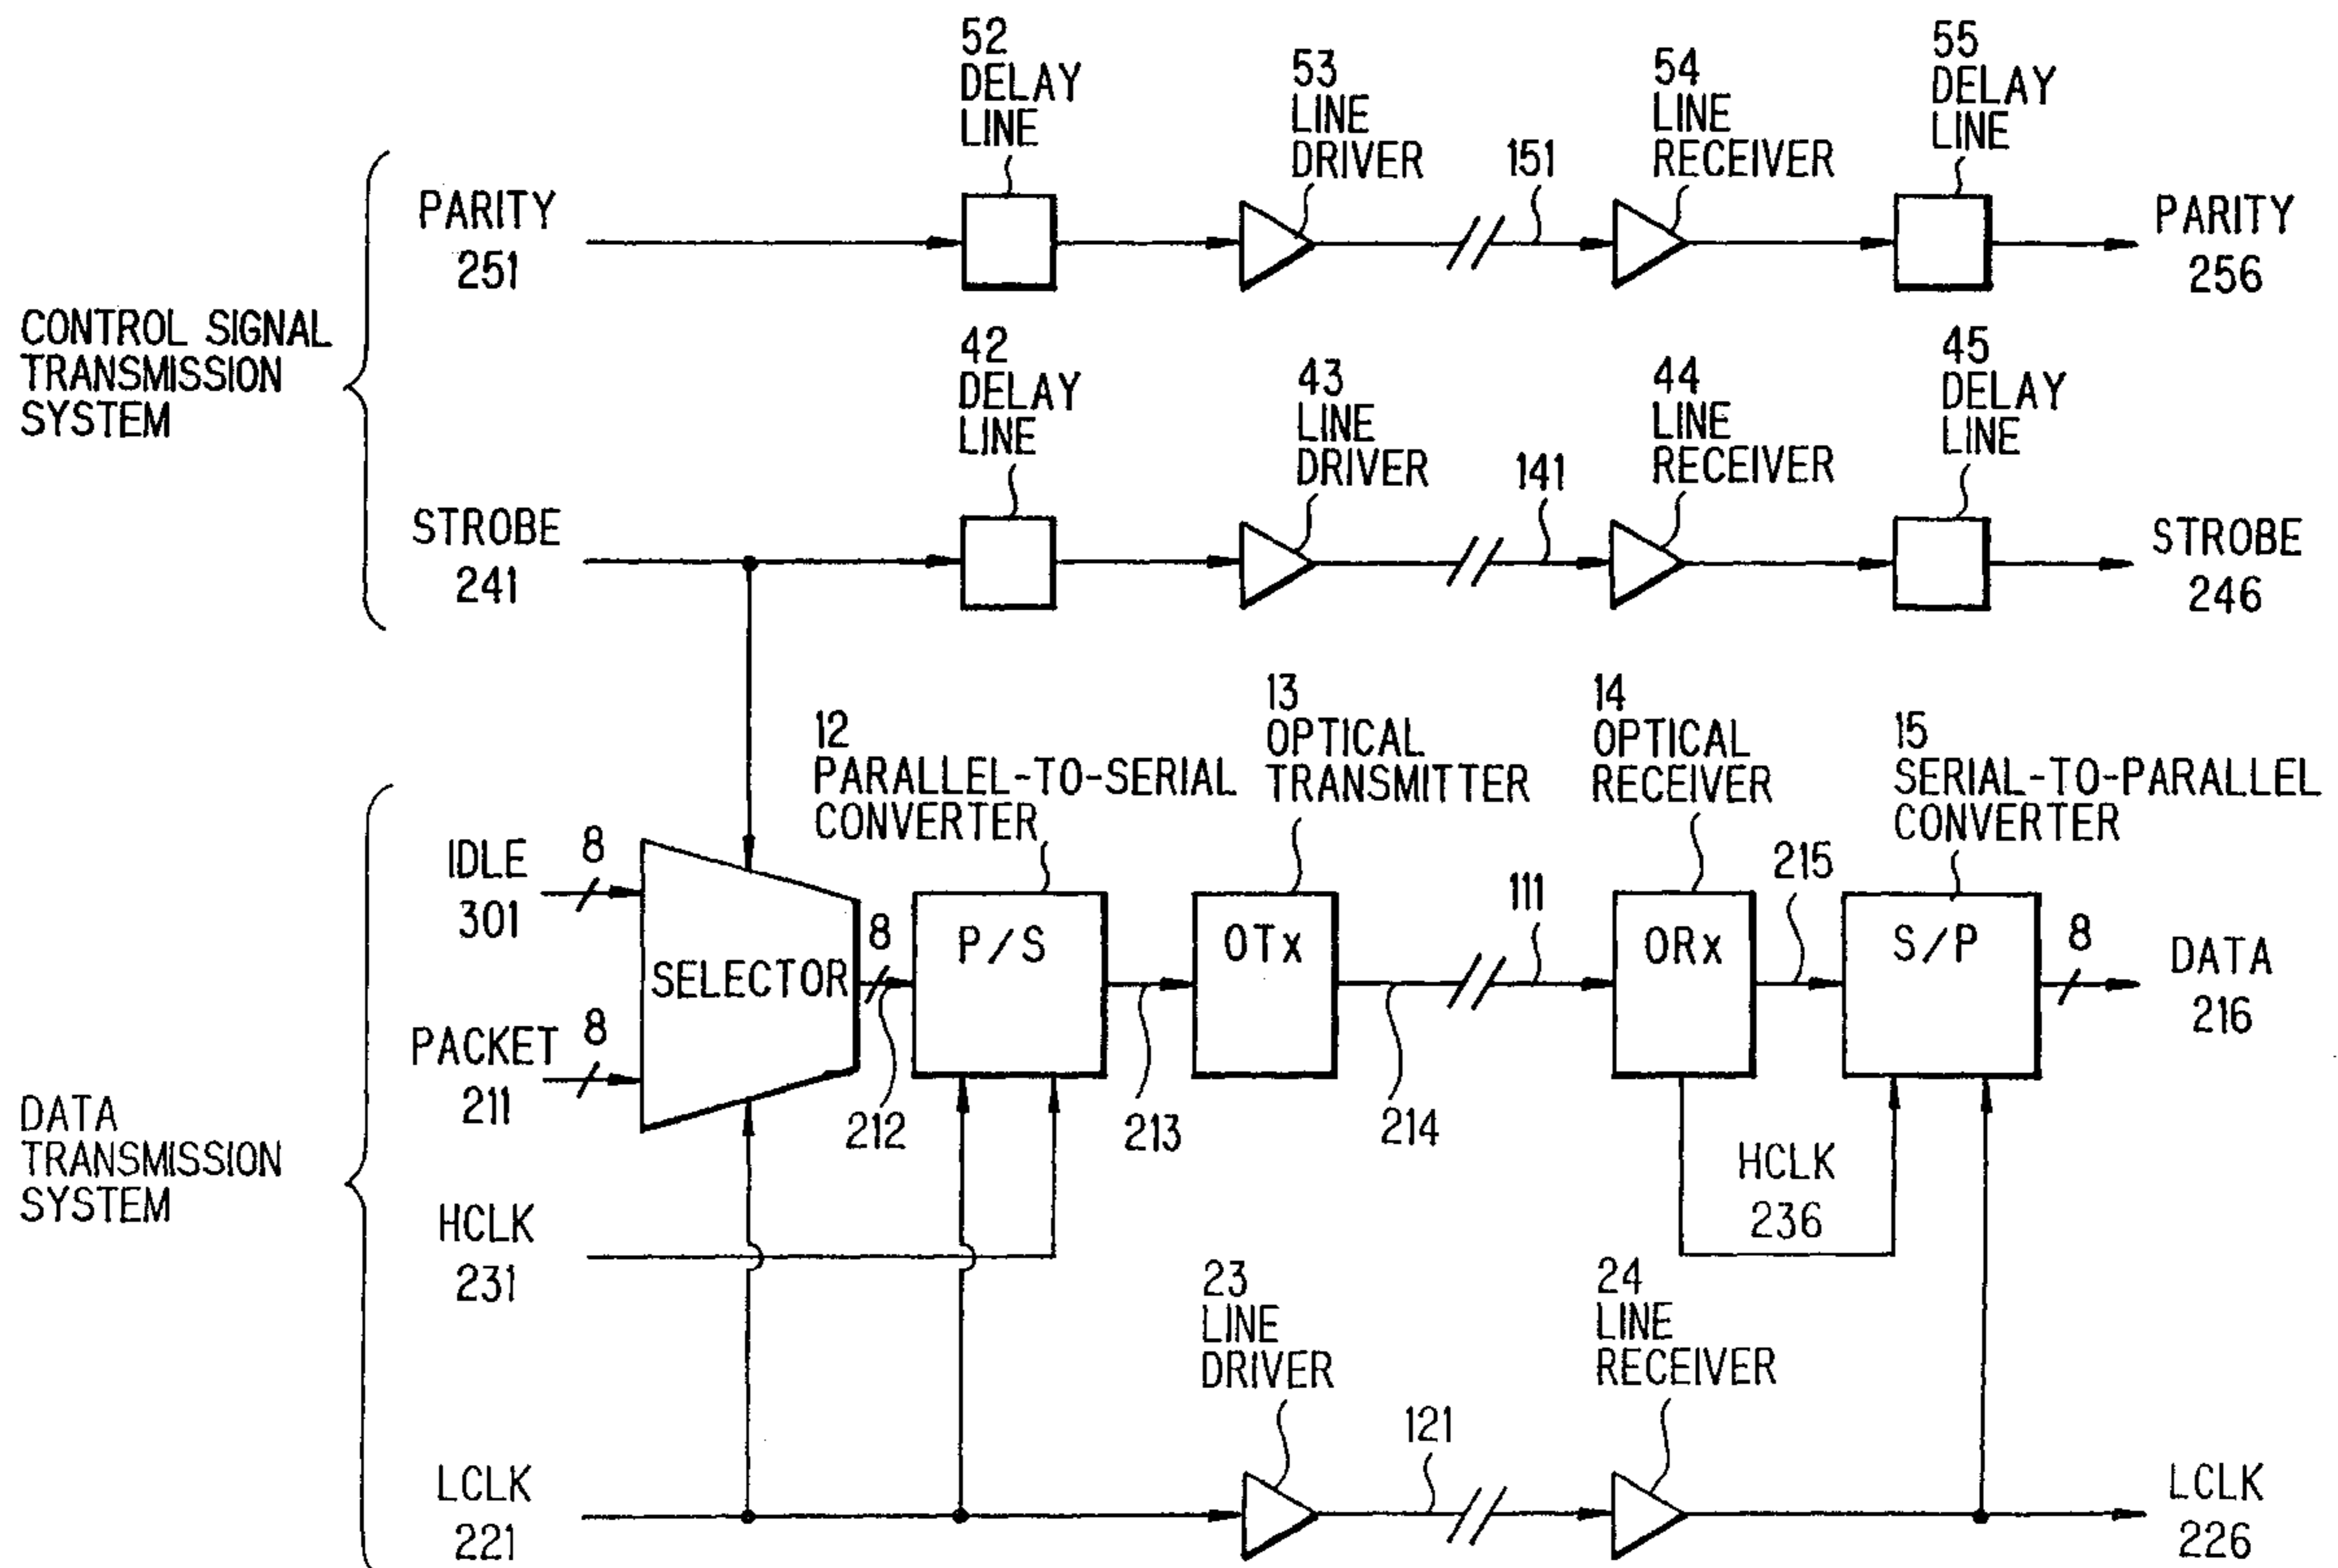 52
DELAY
LINE
53
LINE
DRIVER
151
54
LINE
RECEIVER
55
DELAY
LINE
PARITY
251
PARITY
256
CONTROL SIGNAL
TRANSMISSION
SYSTEM
42
DELAY
LINE
43
LINE
DRIVER
141
44
LINE
RECEIVER
45
DELAY
LINE
STROBE
241
STROBE
246
12
PARALLEL-TO-SERIAL
CONVERTER
13
OPTICAL
TRANSMITTER
14
OPTICAL
RECEIVER
15
SERIAL-TO-PARALLEL
CONVERTER
IDLE
301
8
PACKET
211
8
SELECTOR
8
212
P/S
213
OTx
214
111
ORx
215
S/P
8
DATA
216
DATA
TRANSMISSION
SYSTEM
HCLK
231
HCLK
236
23
LINE
DRIVER
121
24
LINE
RECEIVER
LCLK
221
LCLK
226